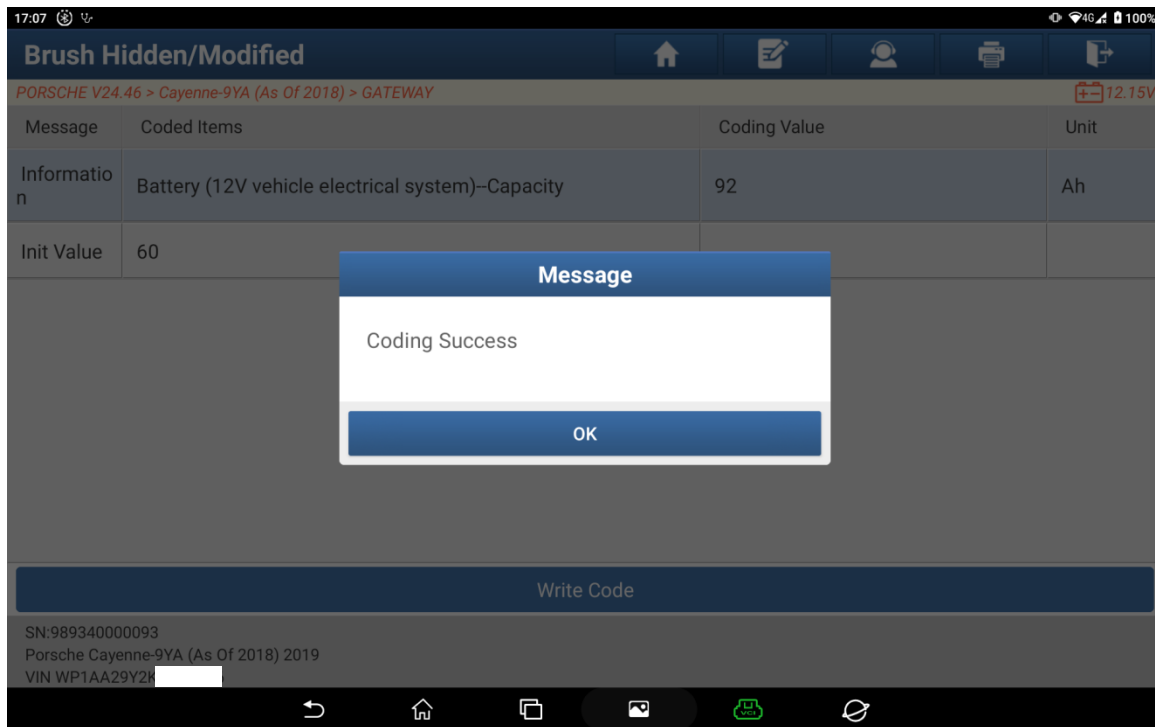 17:07
4G 100%
Brush Hidden/Modified
PORSCHE V24.46 > Cayenne-9YA (As Of 2018) > GATEWAY
12.15V
Message Coded Items Coding Value Unit
Informatio
n
Battery (12V vehicle electrical system)--Capacity 92 Ah
Init Value 60
Message
Coding Success
OK
Write Code
SN:989340000093
Porsche Cayenne-9YA (As Of 2018) 2019
VIN WP1AA29Y2K
VCI